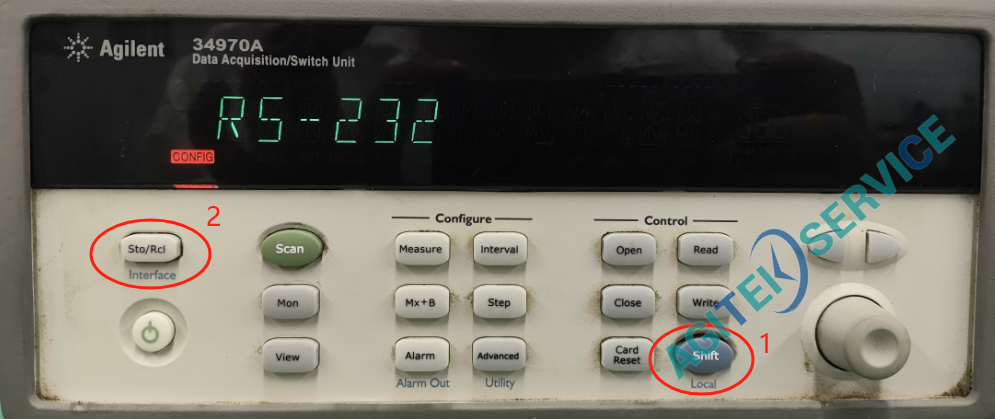 Agilent
34970A
Data Acquisition/Switch Unit
RS-232
CONFIG
2
Sto/Rcl
Interface
Scan
Mon
View
Configure
Measure
Interval
Mx+B
Step
Alarm
Advanced
Alarm Out
Utility
Control
Open
Read
Close
Write
Card
Reset
Shift
Local
1
AGITEK SERVICE